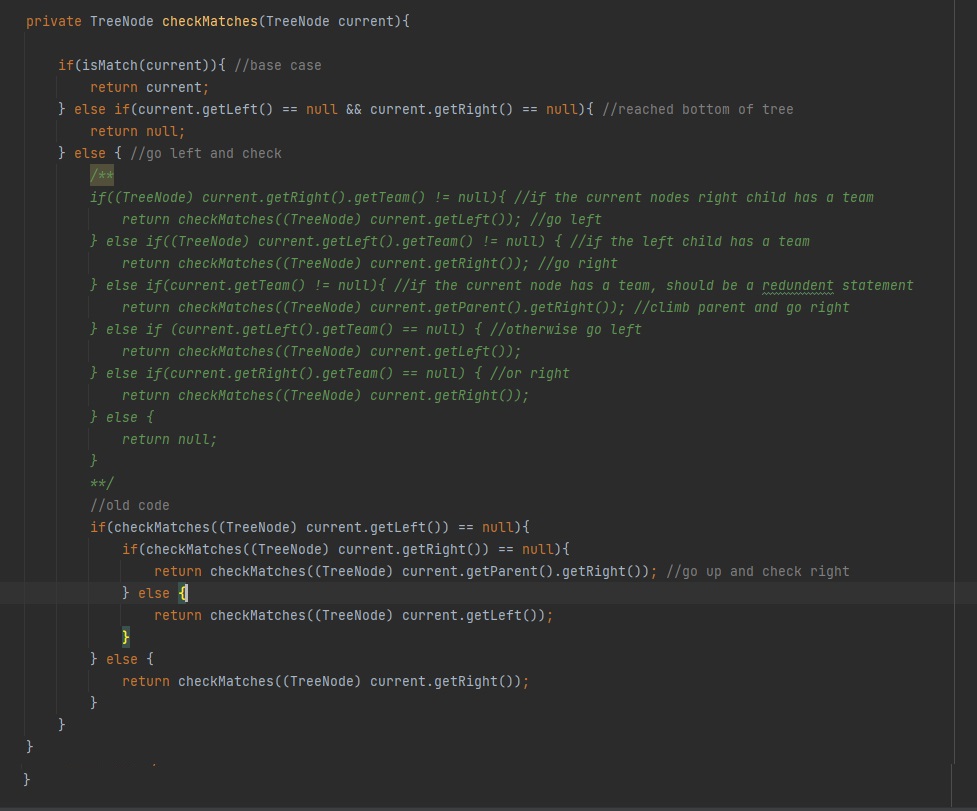 private TreeNode checkMatches(TreeNode current){
if(isMatch(current)){ //base case
return current;
} else if(current.getLeft() == null && current.getRight() == null){ //reached bottom of tree
return null;
} else { //go left and check
/**
if((TreeNode) current.getRight().getTeam() != null){ //if the current nodes right child has a team
return checkMatches((TreeNode) current.getLeft()); //go left
} else if((TreeNode) current.getLeft().getTeam() != null) { //if the left child has a team
return checkMatches((TreeNode) current.getRight()); //go right
} else if(current.getTeam() != null){ //if the current node has a team, should be a redundent statement
return checkMatches((TreeNode) current.getParent().getRight()); //climb parent and go right
} else if (current.getLeft().getTeam() == null) { //otherwise go left
return checkMatches((TreeNode) current.getLeft());
} else if(current.getRight().getTeam() == null) { //or right
return checkMatches((TreeNode) current.getRight());
} else {
return null;
}
**/
//old code
if(checkMatches((TreeNode) current.getLeft()) == null){
if(checkMatches((TreeNode) current.getRight()) == null){
return checkMatches((TreeNode) current.getParent().getRight()); //go up and check right
} else {
return checkMatches((TreeNode) current.getLeft());
}
} else {
return checkMatches((TreeNode) current.getRight());
}
}
}
}